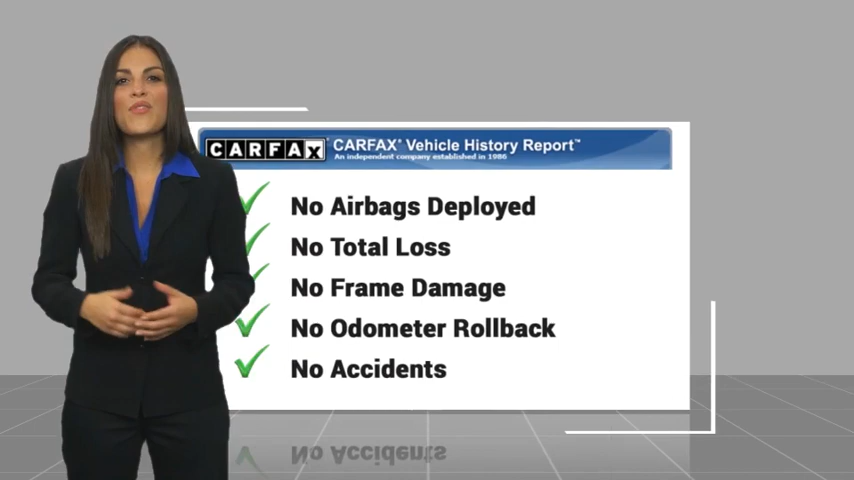 CARFAX CARFAX® Vehicle History Report™
An independent company established in 1986
No Airbags Deployed
No Total Loss
No Frame Damage
No Odometer Rollback
No Accidents
No Accidents